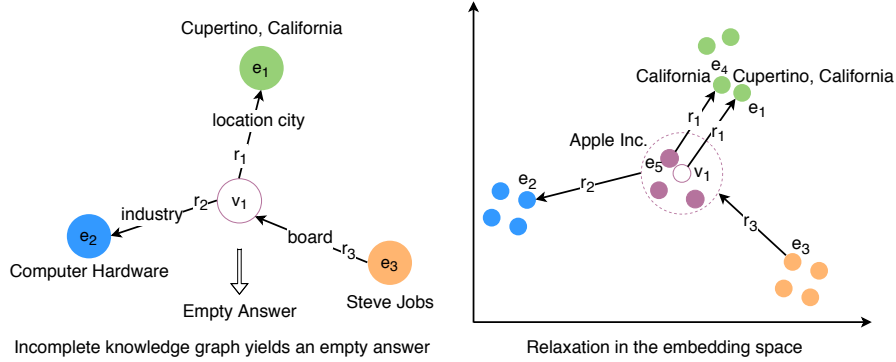 Cupertino, California
e1
location city
r1
industry
r2
v1
e2
board
r3
e3
Computer Hardware
Steve Jobs
Empty Answer
Incomplete knowledge graph yields an empty answer
e4
California
Cupertino, California
e1
r1
r1
Apple Inc.
e5
v1
e2
r2
r3
e3
Relaxation in the embedding space